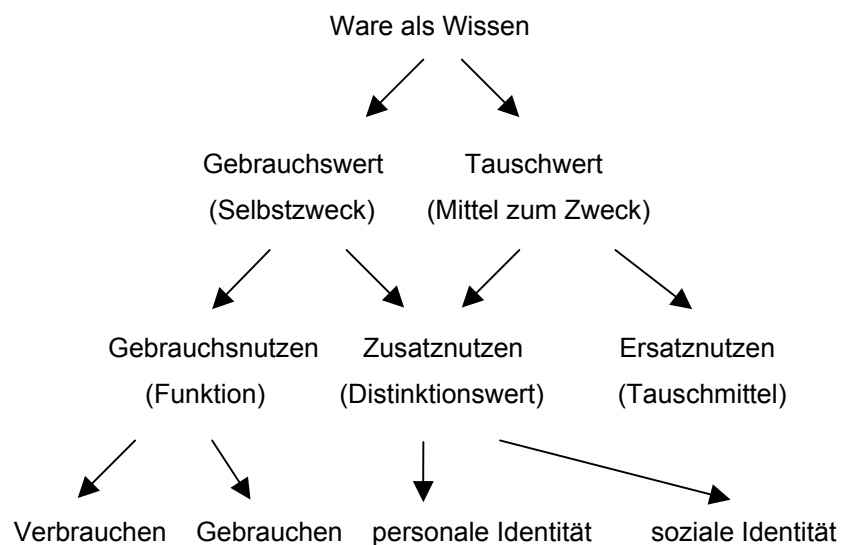 Ware als Wissen
Gebrauchswert Tauschwert
(Selbstzweck) (Mittel zum Zweck)
Gebrauchsnutzen Zusatznutzen Ersatznutzen
(Funktion) (Distinktionswert) (Tauschmittel)
Verbrauchen Gebrauchen personale Identität soziale Identität